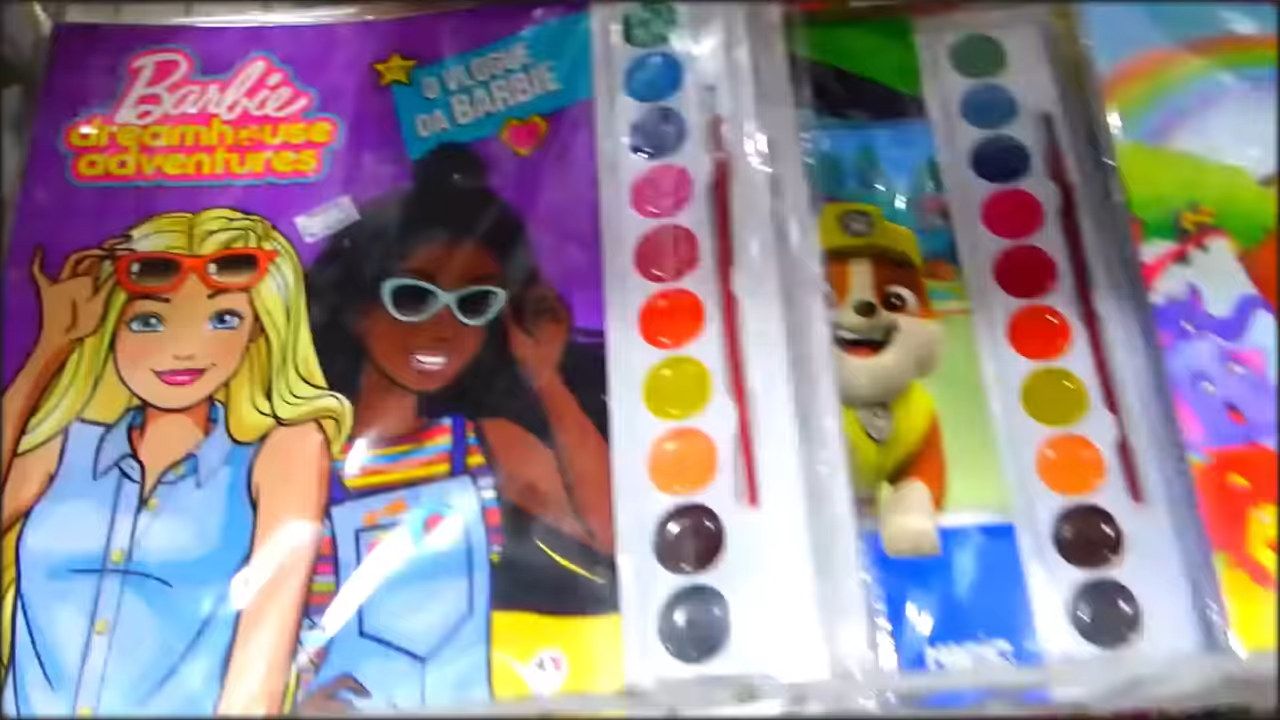 Barbie
dreamhouse
adventures
O VLOGUE
DA BARBIE